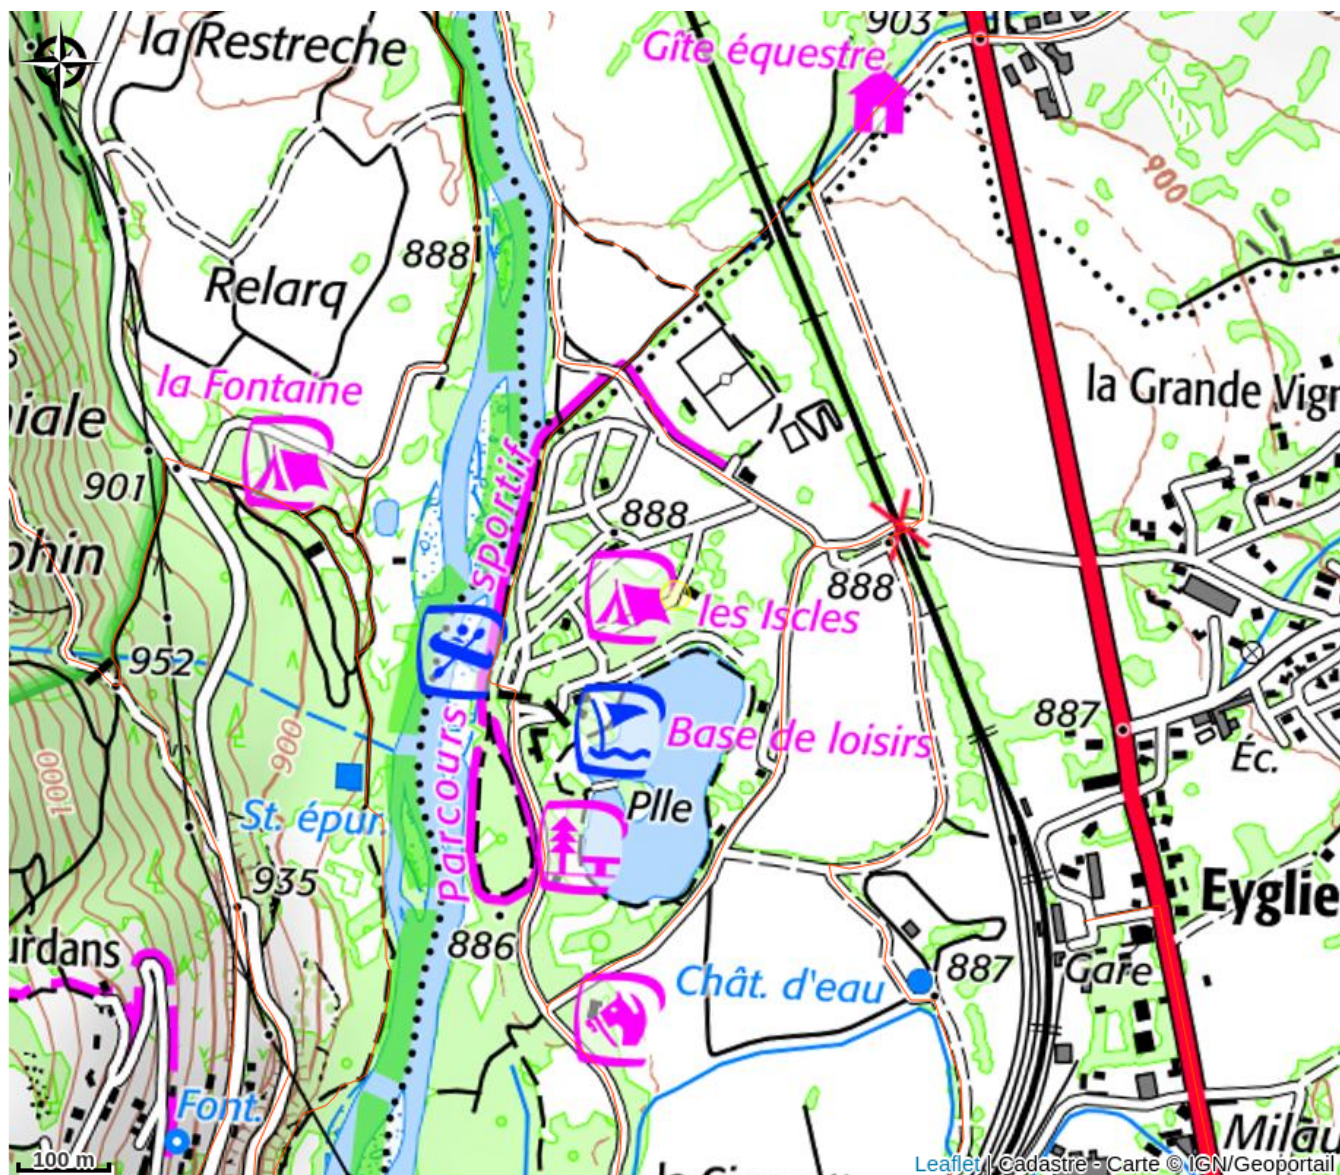 903
la Restreche
Gîte équestre
900
888
Relarq
la Fontaine
la Grande Vigr
niale
901
sportif
888
phin
888
les Iscles
952
887
Base de loisirs
Éc.
900
1000
Plle
St. épur.
Parcours
935
Eyglie
urdans
886
Chât. d'eau
887
Gare
Font.
Milau
100 m
Leaflet | Cadastre - Carte © IGN/Geoportail